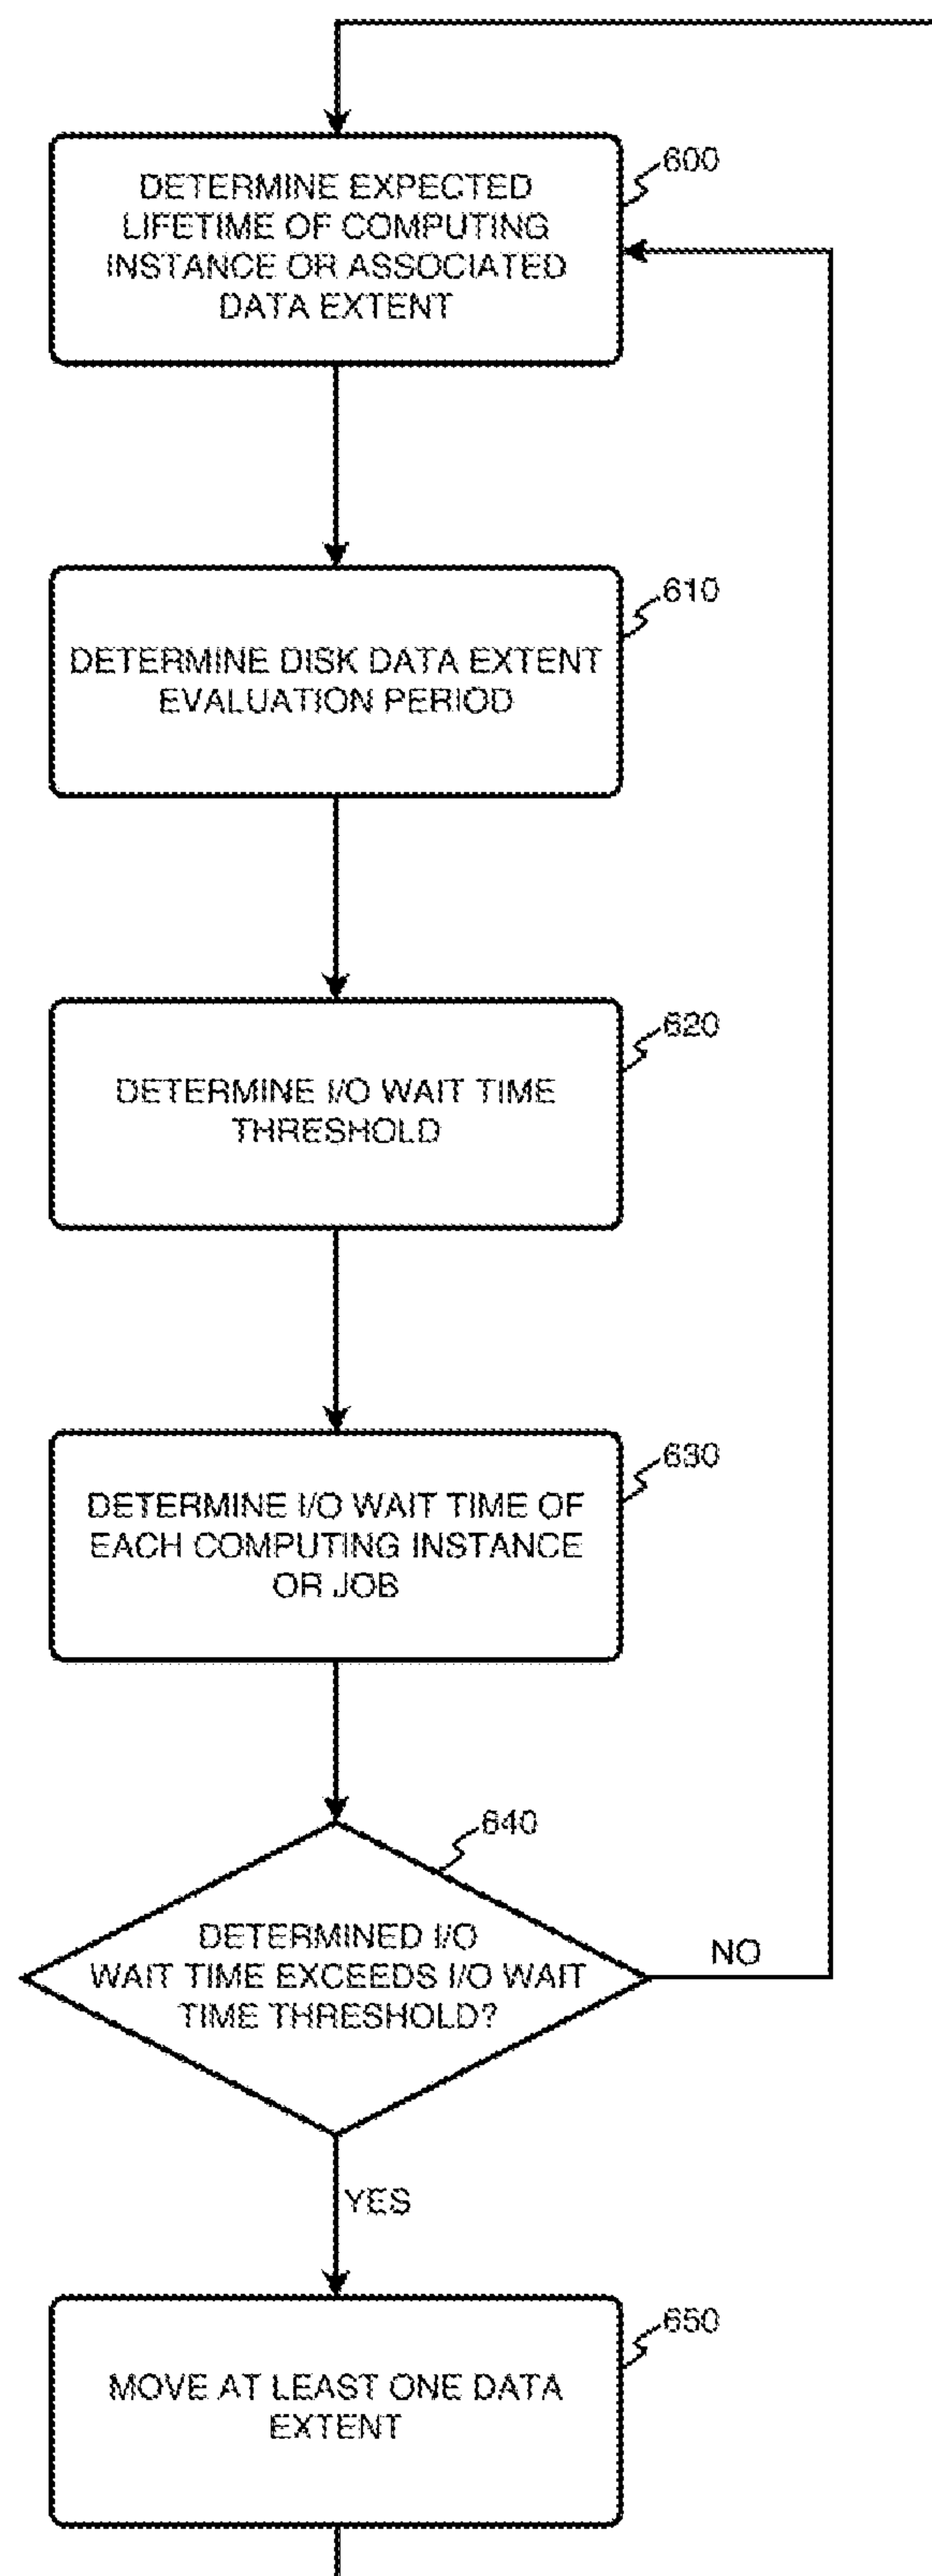 DETERMINE EXPECTED
LIFETIME OF COMPUTING
INSTANCE OR ASSOCIATED
DATA EXTENT
600
DETERMINE DISK DATA EXTENT
EVALUATION PERIOD
610
DETERMINE I/O WAIT TIME
THRESHOLD
620
DETERMINE I/O WAIT TIME OF
EACH COMPUTING INSTANCE
OR JOB
630
DETERMINED I/O
WAIT TIME EXCEEDS I/O WAIT
TIME THRESHOLD?
640
NO
YES
MOVE AT LEAST ONE DATA
EXTENT
650